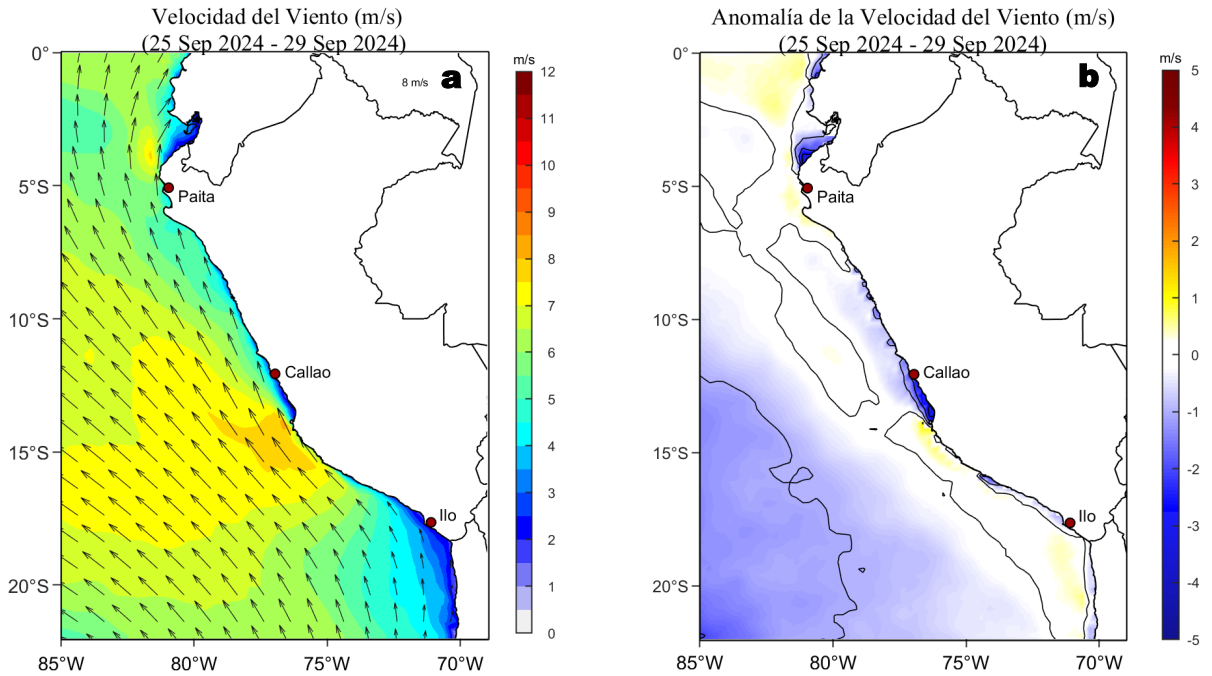 Velocidad del Viento (m/s)
(25 Sep 2024 - 29 Sep 2024)
m/s
a
8 m/s
0°
5°S
10°S
15°S
20°S
85°W
80°W
75°W
70°W
Paita
Callao
Ilo
12
11
10
9
8
7
6
5
4
3
2
1
0
Anomalía de la Velocidad del Viento (m/s)
(25 Sep 2024 - 29 Sep 2024)
m/s
b
0°
5°S
10°S
15°S
20°S
85°W
80°W
75°W
70°W
Paita
Callao
Ilo
5
4
3
2
1
0
-1
-2
-3
-4
-5